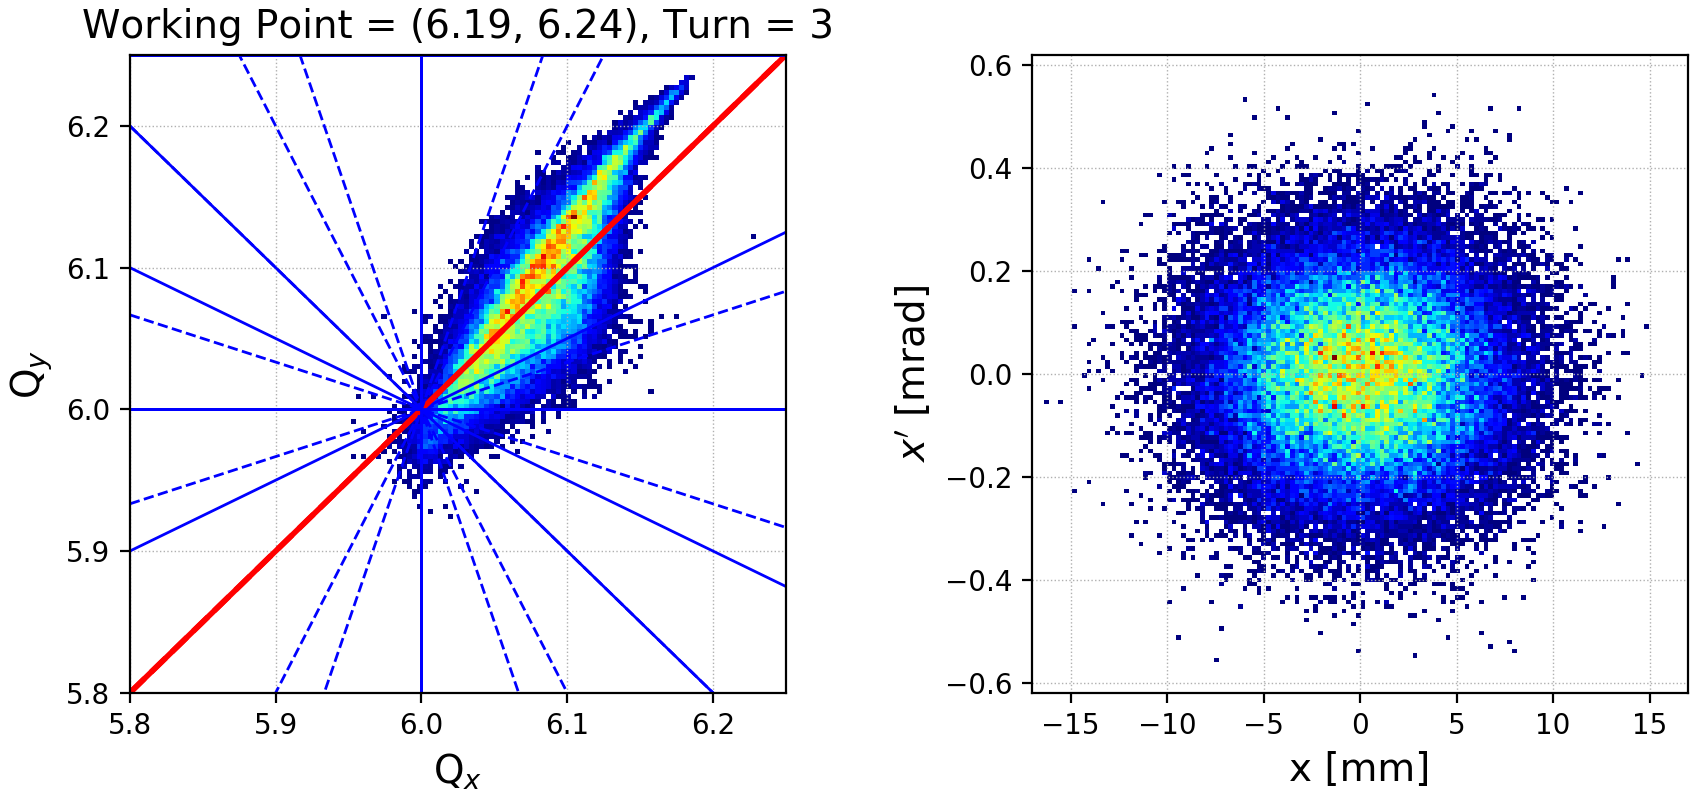 Working Point = (6.19, 6.24), Turn = 3
6.2
6.1
6.0
5.9
5.8
Q_y
5.8 5.9 6.0 6.1 6.2
Q_x
0.6
0.4
0.2
0.0
−0.2
−0.4
−0.6
x′ [mrad]
−15 −10 −5 0 5 10 15
x [mm]